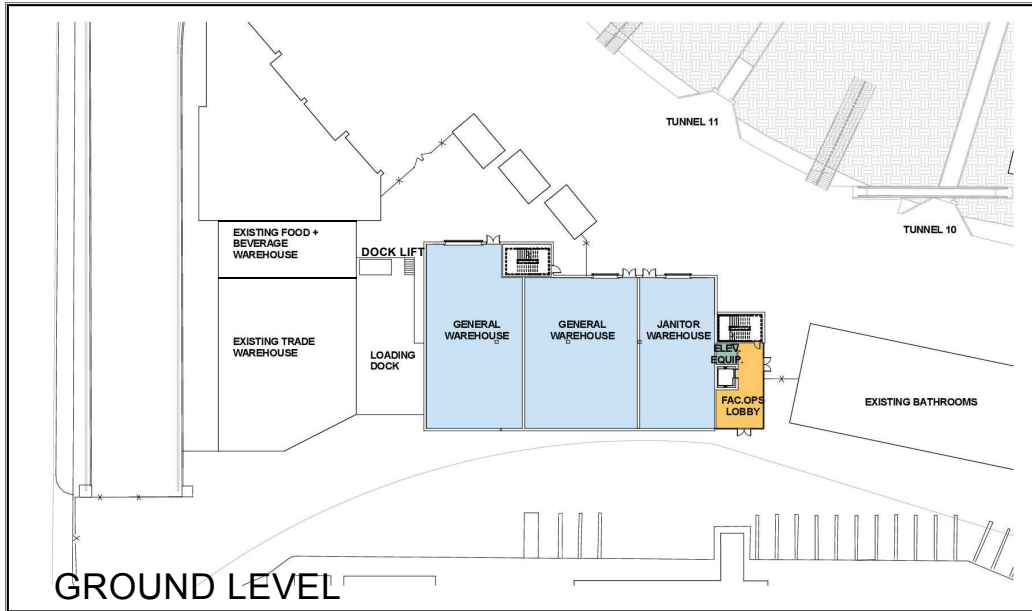 TUNNEL 11
TUNNEL 10
EXISTING FOOD +
BEVERAGE
WAREHOUSE
DOCK LIFT
GENERAL
WAREHOUSE
GENERAL
WAREHOUSE
JANITOR
WAREHOUSE
EXISTING TRADE
WAREHOUSE
LOADING
DOCK
ELEV.
EQUIP.
FAC.OPS
LOBBY
EXISTING BATHROOMS
GROUND LEVEL